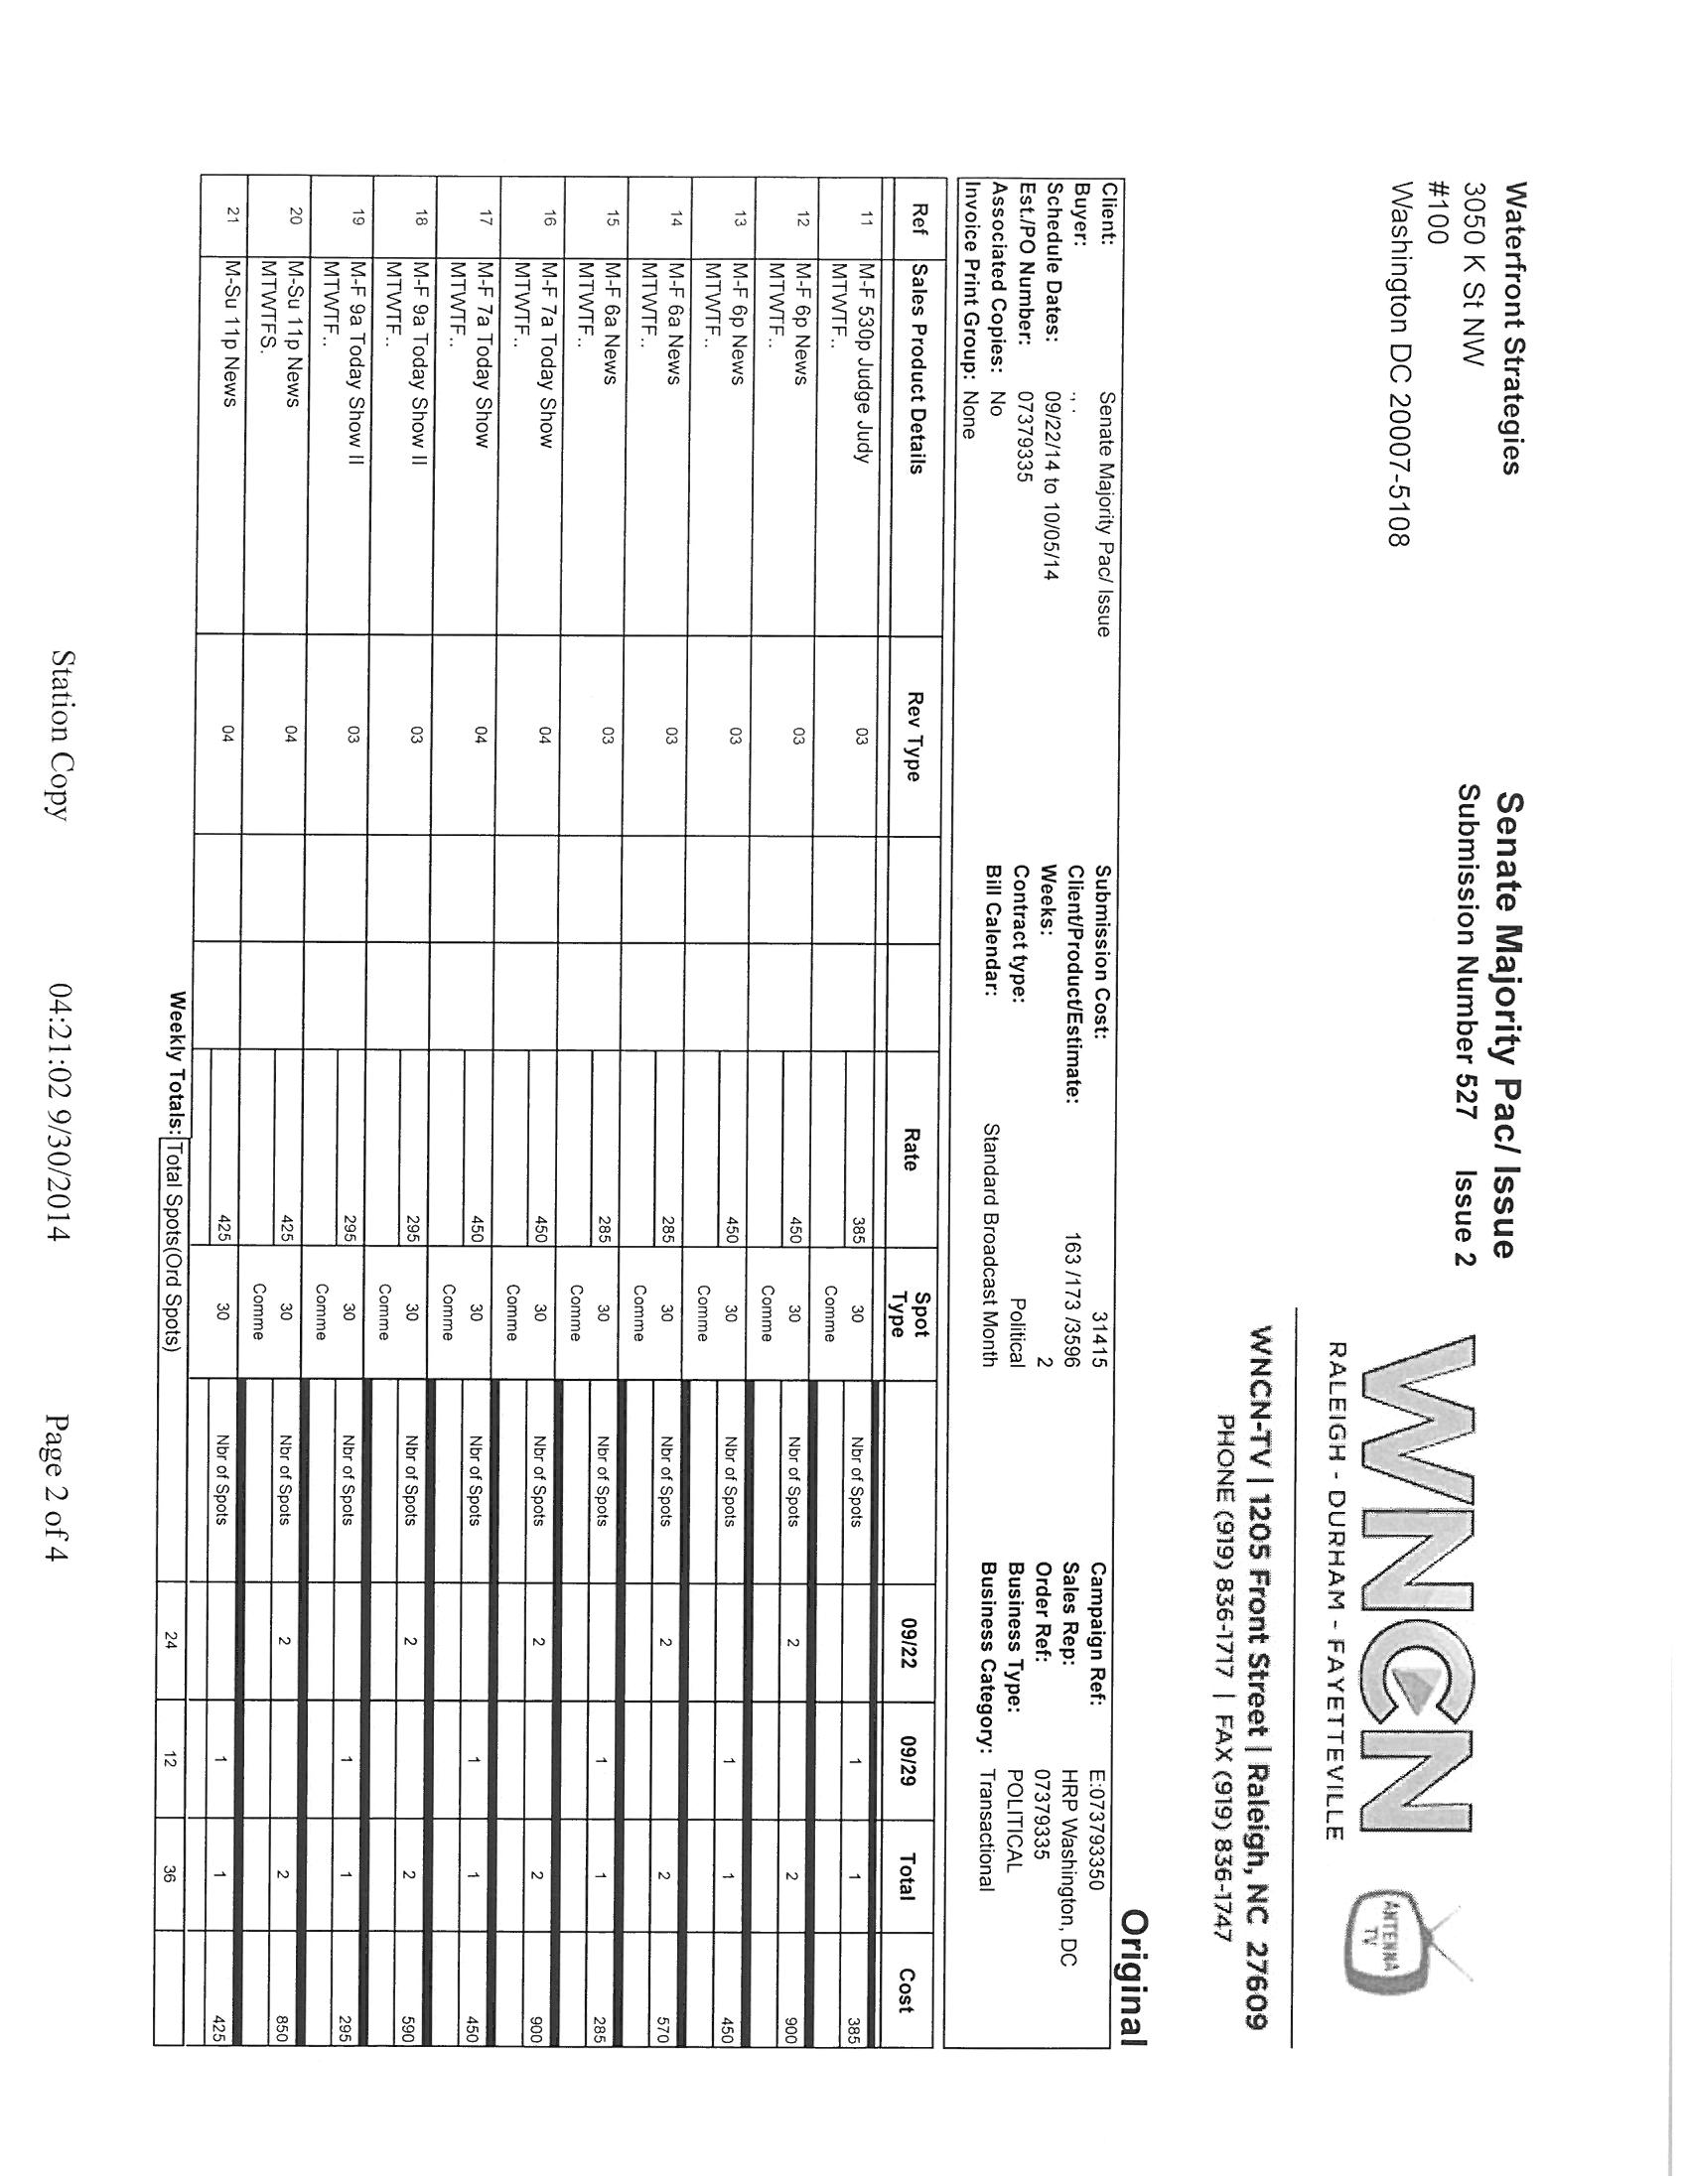 Waterfront Strategies
3050 K St NW
#100
Washington DC 20007-5108
Senate Majority Pac/ Issue
Submission Number 527 Issue 2
WNCN
ANTENNA TV
RALEIGH - DURHAM - FAYETTEVILLE
WNCN-TV | 1205 Front Street | Raleigh, NC 27609
PHONE (919) 836-1717 | FAX (919) 836-1747
Original
Client: Senate Majority Pac/ Issue Submission Cost: 31415 Campaign Ref: E:073793350
Buyer: , . Client/Product/Estimate: 163 /173 /3596 Sales Rep: HRP Washington, DC
Schedule Dates: 09/22/14 to 10/05/14 Weeks: 2 Order Ref: 07379335
Est./PO Number: 07379335 Contract type: Political Business Type: POLITICAL
Associated Copies: No Bill Calendar: Standard Broadcast Month Business Category: Transactional
Invoice Print Group: None
Ref Sales Product Details Rev Type Rate Spot Type 09/22 09/29 Total Cost
11 M-F 530p Judge Judy 03 385 30 Nbr of Spots 1 1 385
MTWTF.. Comme
12 M-F 6p News 03 450 30 Nbr of Spots 2 2 900
MTWTF.. Comme
13 M-F 6p News 03 450 30 Nbr of Spots 1 1 450
MTWTF.. Comme
14 M-F 6a News 03 285 30 Nbr of Spots 2 2 570
MTWTF.. Comme
15 M-F 6a News 03 285 30 Nbr of Spots 1 1 285
MTWTF.. Comme
16 M-F 7a Today Show 04 450 30 Nbr of Spots 2 2 900
MTWTF.. Comme
17 M-F 7a Today Show 04 450 30 Nbr of Spots 1 1 450
MTWTF.. Comme
18 M-F 9a Today Show II 03 295 30 Nbr of Spots 2 2 590
MTWTF.. Comme
19 M-F 9a Today Show II 03 295 30 Nbr of Spots 1 1 295
MTWTF.. Comme
20 M-Su 11p News 04 425 30 Nbr of Spots 2 2 850
MTWTFS. Comme
21 M-Su 11p News 04 425 30 Nbr of Spots 1 1 425
Weekly Totals: Total Spots(Ord Spots) 24 12 36
Station Copy 04:21:02 9/30/2014 Page 2 of 4